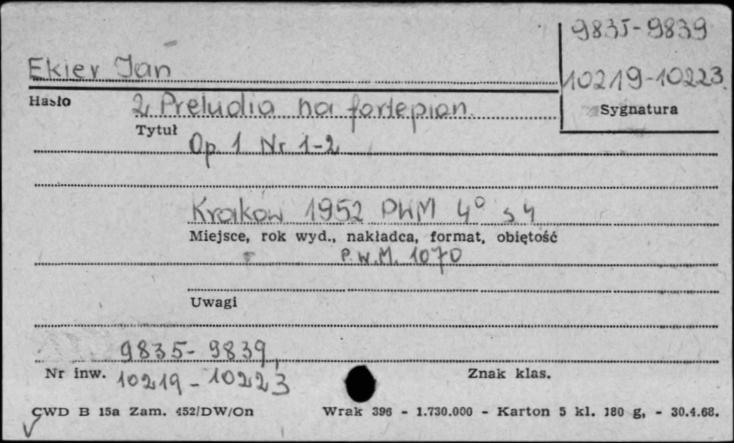 9835-9839
Ekier Jan
10219-10223.
Hasło
2 Preludia na fortepian.
Sygnatura
Tytuł
Op. 1 Nr 1-2
Kraków 1952 PWM 4° s 4
Miejsce, rok wyd., nakładca, format, obiętość
P.W.M. 1070
Uwagi
9835-9839,
Nr inw.
10219-10223
Znak klas.
CWD B 15a Zam. 452/DW/On
Wrak 396 - 1.730.000 - Karton 5 kl. 180 g, - 30.4.68.